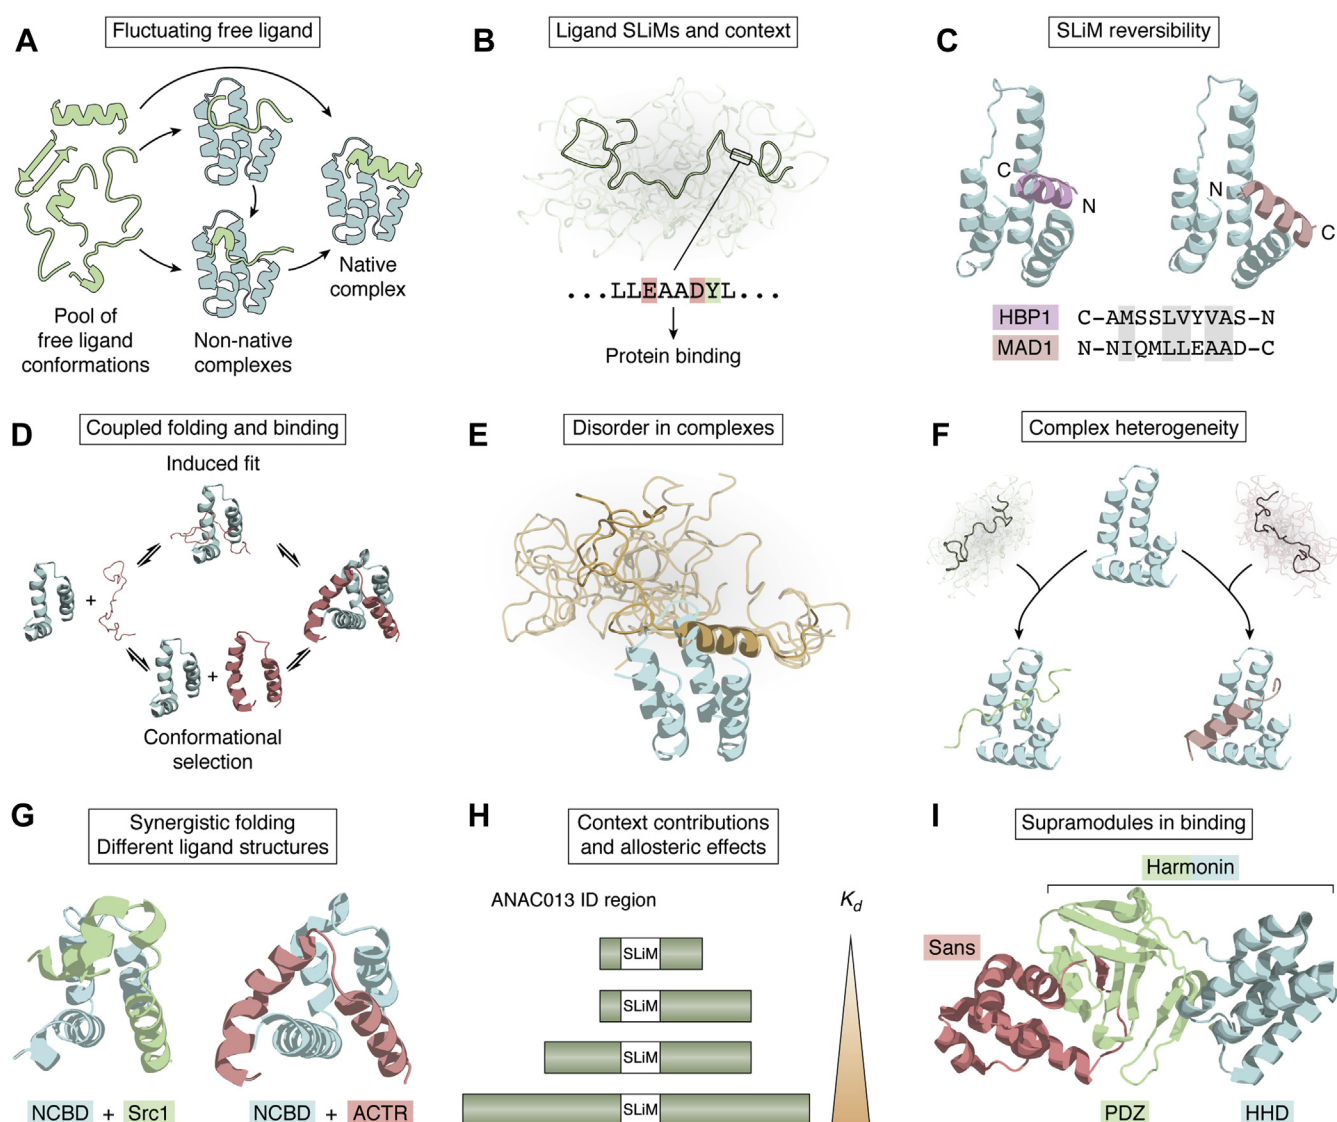 A
Fluctuating free ligand
Pool of
free ligand
conformations
Non-native
complexes
Native
complex
B
Ligand SLiMs and context
...LLEAADYL...
Protein binding
C
SLiM reversibility
C
N
N
C
HBP1 C-AMSSLVYVAS-N
MAD1 N-NIQMLLEAAD-C
D
Coupled folding and binding
Induced fit
+
+
Conformational
selection
E
Disorder in complexes
F
Complex heterogeneity
G
Synergistic folding
Different ligand structures
NCBD + Src1
NCBD + ACTR
H
Context contributions
and allosteric effects
ANAC013 ID region
Kd
SLiM
SLiM
SLiM
SLiM
I
Supramodules in binding
Harmonin
Sans
PDZ
HHD